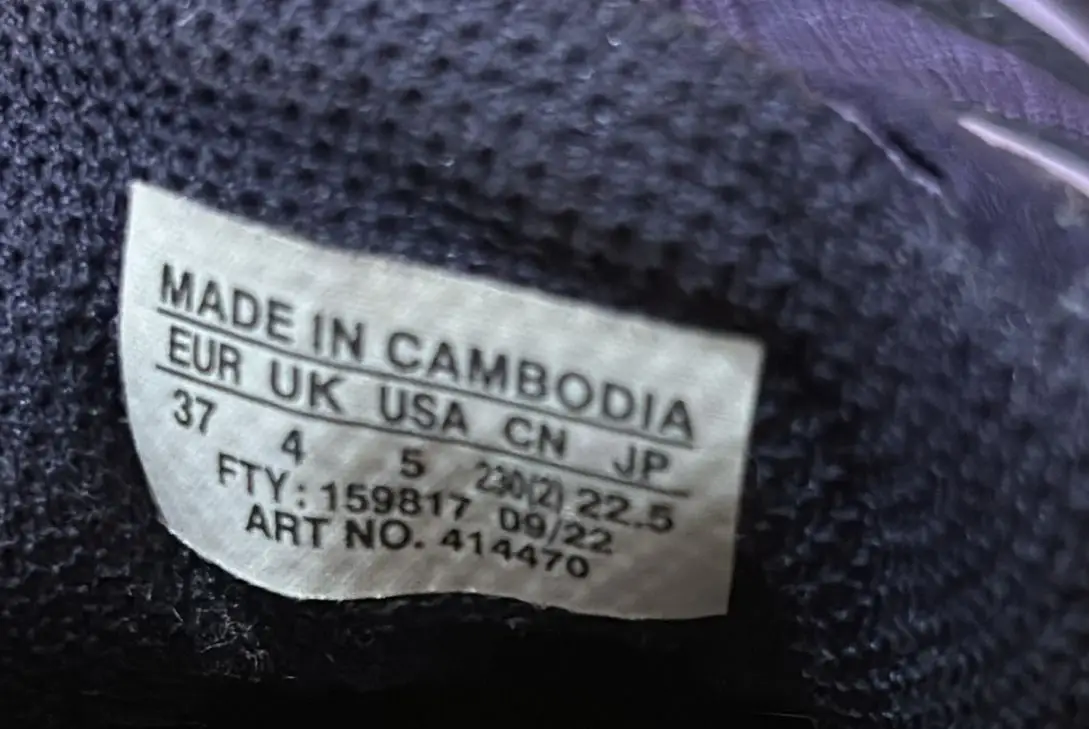 MADE IN CAMBODIA
EUR UK USA CN JP
37 4 5 230(2) 22.5
FTY: 159817 09/22
ART NO. 414470